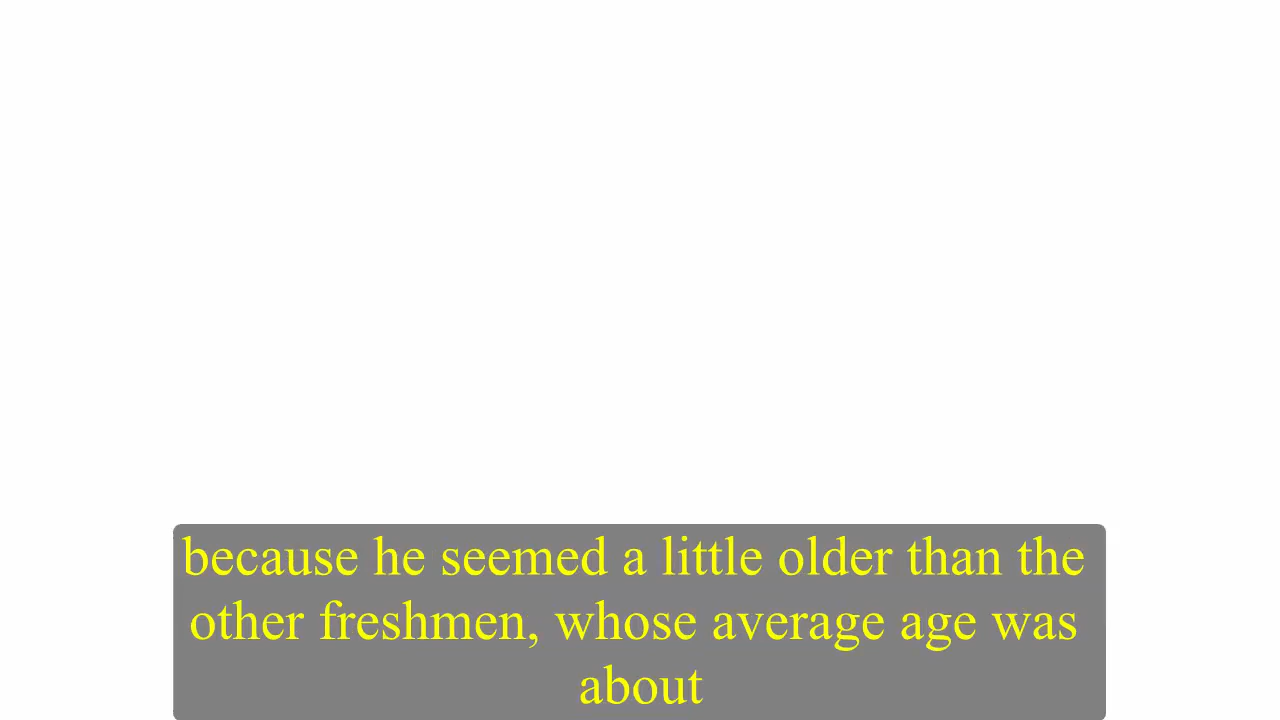 because he seemed a little older than the
other freshmen, whose average age was
about